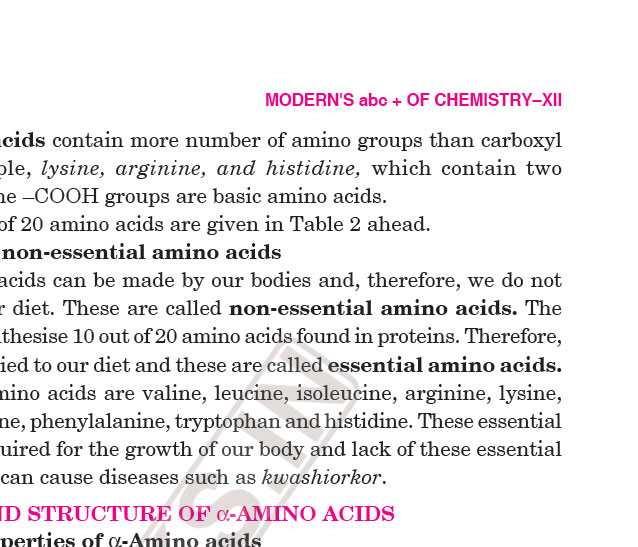 MODERN'S abc + OF CHEMISTRY–XII
cids contain more number of amino groups than carboxyl
ple, lysine, arginine, and histidine, which contain two
ne –COOH groups are basic amino acids.
of 20 amino acids are given in Table 2 ahead.
non-essential amino acids
acids can be made by our bodies and, therefore, we do not
r diet. These are called non-essential amino acids. The
nthesise 10 out of 20 amino acids found in proteins. Therefore,
lied to our diet and these are called essential amino acids.
mino acids are valine, leucine, isoleucine, arginine, lysine,
ne, phenylalanine, tryptophan and histidine. These essential
quired for the growth of our body and lack of these essential
can cause diseases such as kwashiorkor.
ND STRUCTURE OF α-AMINO ACIDS
perties of α-Amino acids
SIN